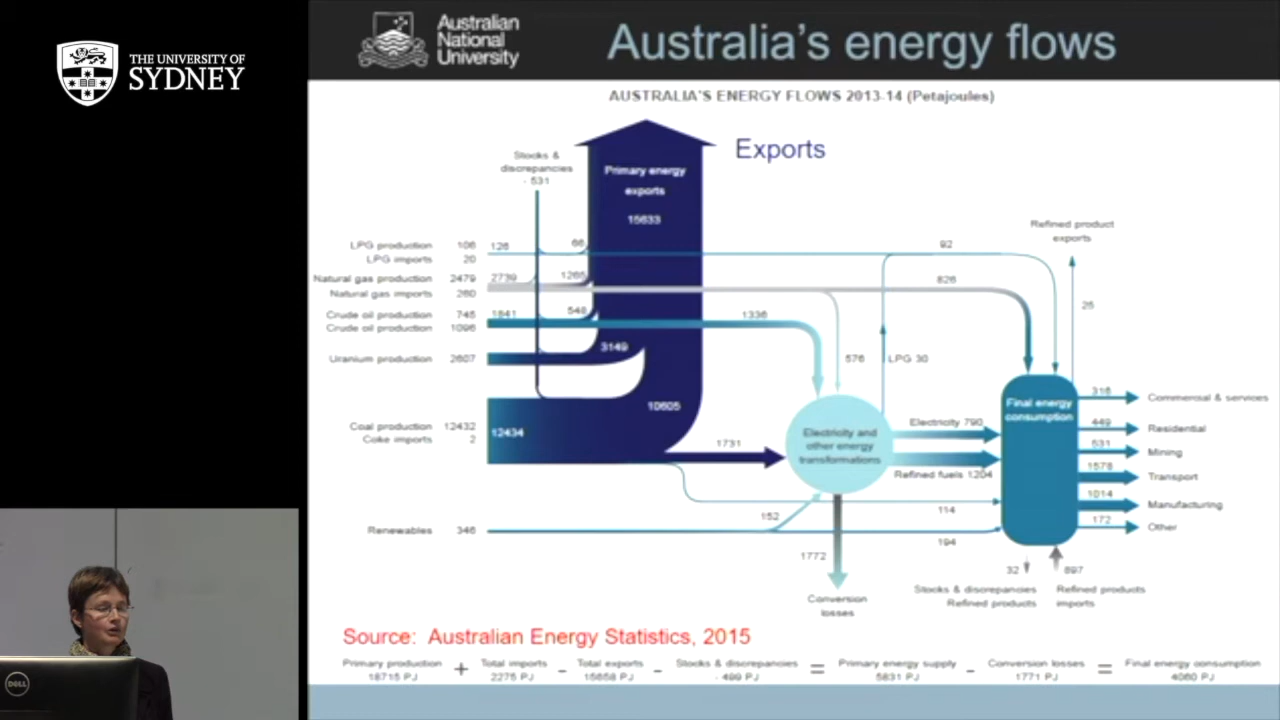 THE UNIVERSITY OF
SYDNEY
Australian
National
University
Australia's energy flows
AUSTRALIA'S ENERGY FLOWS 2013-14 (Petajoules)
Exports
Stocks &
discrepancies
- 531
Primary energy
exports
15633
Refined product
exports
LPG production 106 126 66 92
LPG imports 20
Natural gas production 2479 2739 1265 826
Natural gas imports 260
Crude oil production 745 1841 548 1336 26
Crude oil production 1096
3149
Uranium production 2607 576 LPG 30
316 Commercial & services
Final energy
consumption
10605
Coal production 12432 12434 Electricity 790 449 Residential
Coke imports 2
Electricity and
other energy
transformations
1731 531 Mining
Refined fuels 1204 1578 Transport
1014 Manufacturing
114
152 172 Other
Renewables 346
194
1772
32 697
Conversion
losses
Stocks & discrepancies
Refined products
Refined products
imports
Source: Australian Energy Statistics, 2015
Primary production + Total imports - Total exports - Stocks & discrepancies = Primary energy supply - Conversion losses = Final energy consumption
18715 PJ 2275 PJ 15658 PJ - 499 PJ 5831 PJ 1771 PJ 4060 PJ
DELL